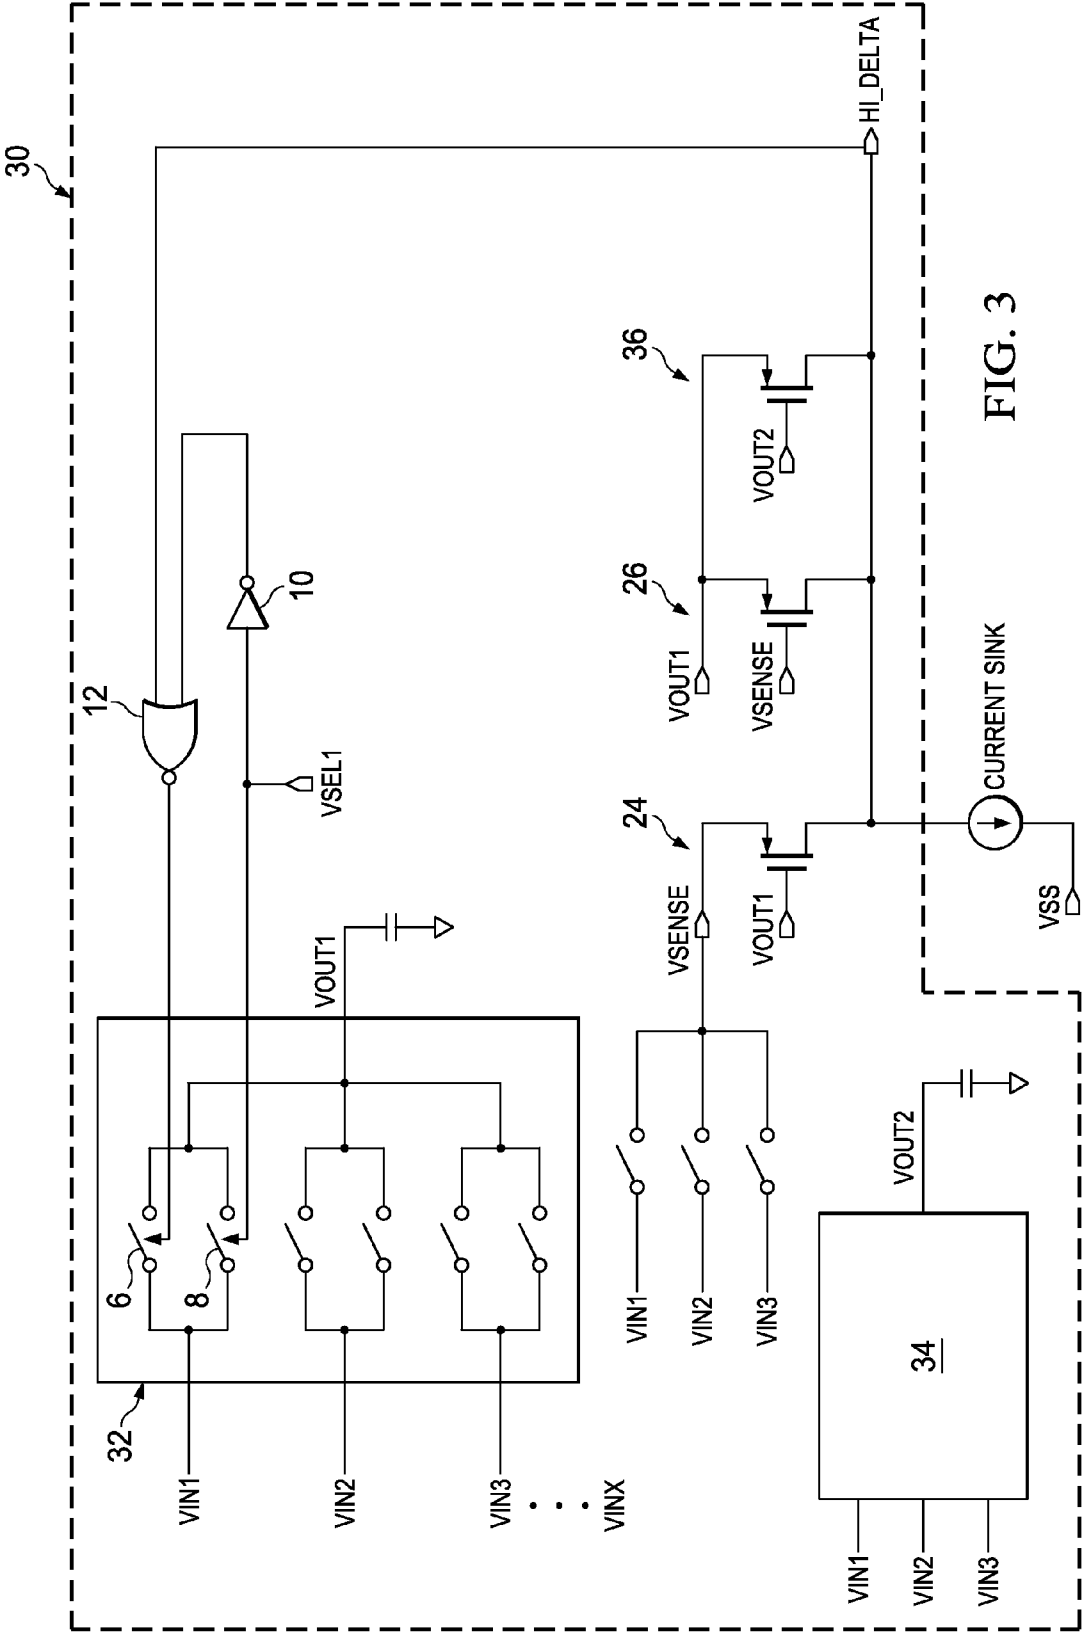 30
32
VIN1
VIN2
VIN3
VINX
6
8
VOUT1
12
10
VSEL1
HI_DELTA
VIN1
VIN2
VIN3
VSENSE
24
VOUT1
VOUT1
26
VSENSE
36
VOUT2
VIN1
VIN2
VIN3
34
VOUT2
CURRENT SINK
VSS
FIG. 3